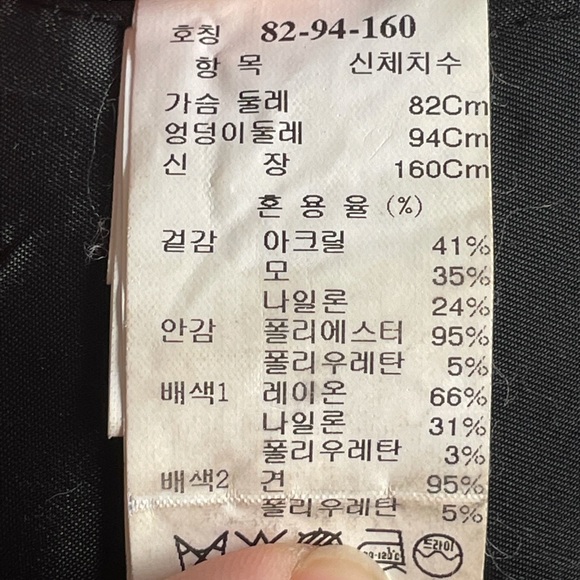 호칭 82-94-160
항 목 신체치수
가슴 둘레 82Cm
엉덩이둘레 94Cm
신 장 160Cm
혼 용 율 (%)
겉감 아크릴 41%
모 35%
나일론 24%
안감 폴리에스터 95%
폴리우레탄 5%
배색1 레이온 66%
나일론 31%
폴리우레탄 3%
배색2 견 95%
폴리우레탄 5%
드라이